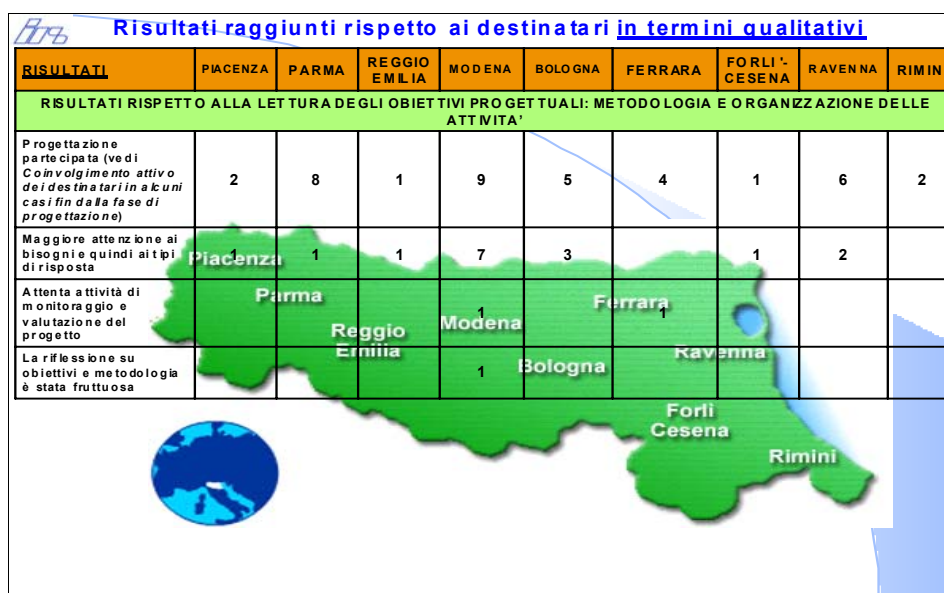 Risultati raggiunti rispetto ai destinatari in termini qualitativi
RISULTATI PIACENZA PARMA REGGIO EMILIA MODENA BOLOGNA FERRARA FORLI'-CESENA RAVENNA RIMIN
RISULTATI RISPETTO ALLA LETTURA DEGLI OBIETTIVI PROGETTUALI: METODOLOGIA E ORGANIZZAZIONE DELLE
ATTIVITA'
Progettazione
partecipata (vedi
Coinvolgimento attivo
dei destinatari in alcuni
casi fin dalla fase di
progettazione)
2 8 1 9 5 4 1 6 2
Maggiore attenzione ai
bisogni e quindi ai tipi
di risposta
1 1 1 7 3 1 2
Attenta attività di
monitoraggio e
valutazione del
progetto
1 1
La riflessione su
obiettivi e metodologia
è stata fruttuosa
1
Piacenza
Parma
Reggio
Emilia
Modena
Bologna
Ferrara
Ravenna
Forlì
Cesena
Rimini